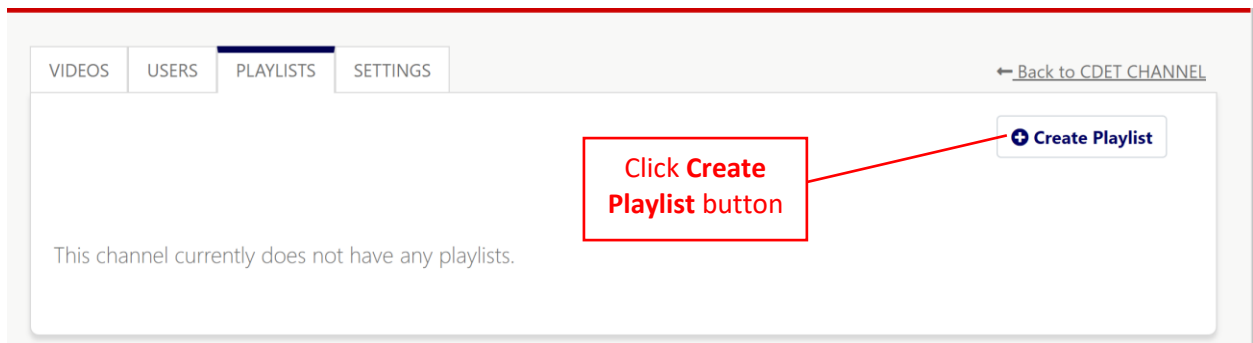 VIDEOS USERS PLAYLISTS SETTINGS
Back to CDET CHANNEL
Create Playlist
Click Create
Playlist button
This channel currently does not have any playlists.